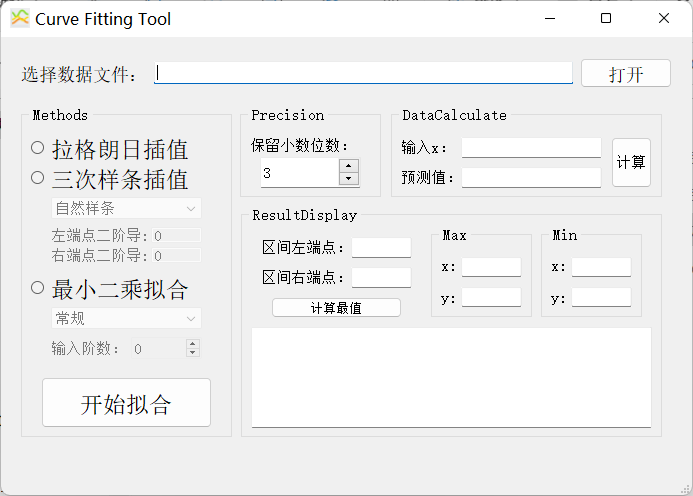 Curve Fitting Tool
选择数据文件：
打开
Methods
拉格朗日插值
三次样条插值
自然样条
左端点二阶导：0
右端点二阶导：0
最小二乘拟合
常规
输入阶数： 0
开始拟合
Precision
保留小数位数：
3
DataCalculate
输入x：
预测值：
计算
ResultDisplay
区间左端点：
区间右端点：
计算最值
Max
x:
y:
Min
x:
y: